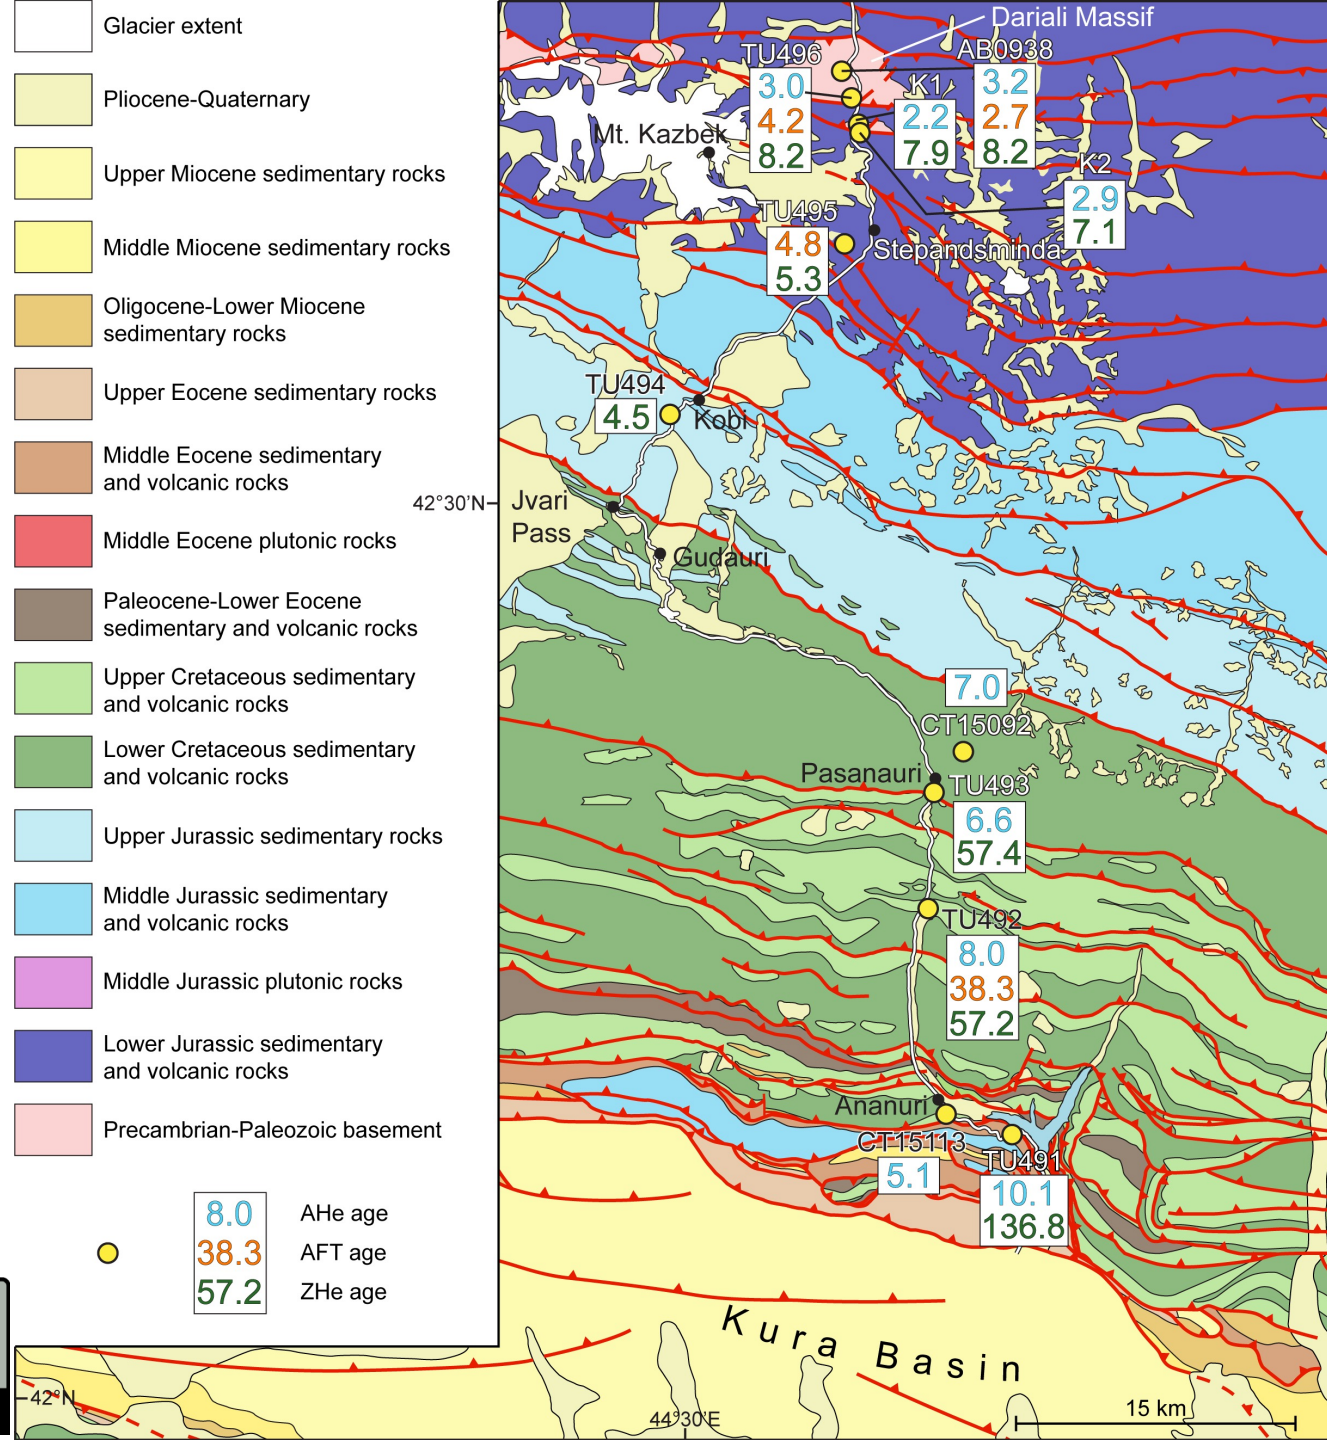 Glacier extent
Pliocene-Quaternary
Upper Miocene sedimentary rocks
Middle Miocene sedimentary rocks
Oligocene-Lower Miocene
sedimentary rocks
Upper Eocene sedimentary rocks
Middle Eocene sedimentary
and volcanic rocks
Middle Eocene plutonic rocks
Paleocene-Lower Eocene
sedimentary and volcanic rocks
Upper Cretaceous sedimentary
and volcanic rocks
Lower Cretaceous sedimentary
and volcanic rocks
Upper Jurassic sedimentary rocks
Middle Jurassic sedimentary
and volcanic rocks
Middle Jurassic plutonic rocks
Lower Jurassic sedimentary
and volcanic rocks
Precambrian-Paleozoic basement
8.0 AHe age
38.3 AFT age
57.2 ZHe age
Dariali Massif
TU496
3.0
4.2
8.2
AB0938
3.2
2.7
8.2
K1
2.2
7.9
K2
2.9
7.1
Mt. Kazbek
TU495
4.8
5.3
Stepandsminda
TU494
4.5
Kobi
42°30'N
Jvari
Pass
Gudauri
7.0
CT15092
Pasanauri
TU493
6.6
57.4
TU492
8.0
38.3
57.2
Ananuri
CT15113
5.1
TU491
10.1
136.8
Kura Basin
42°N
44°30'E
15 km